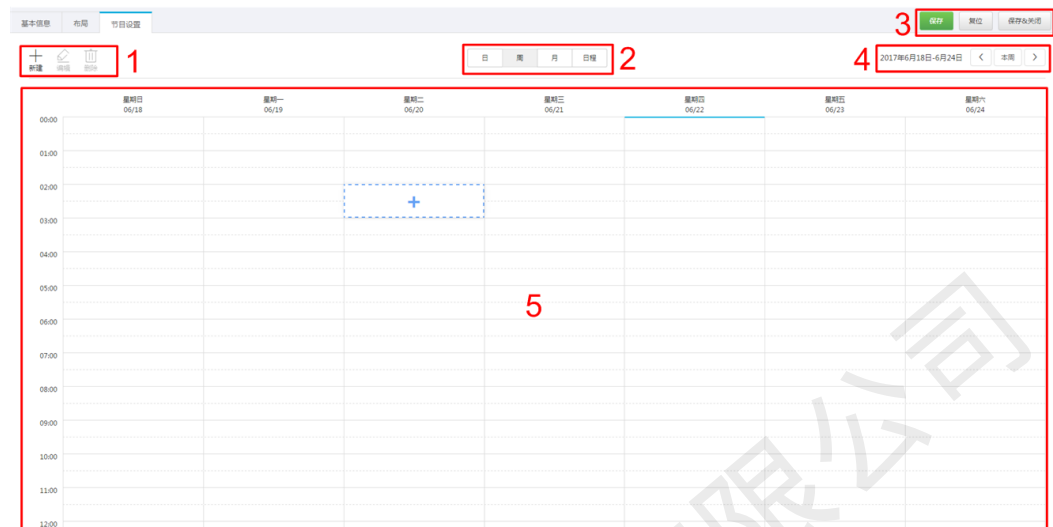 基本信息 布局 节目设置 3 保存 复位 保存&关闭
新建 编辑 删除 1 日 周 月 日程 2 4 2017年6月18日-6月24日 本周
星期日 星期一 星期二 星期三 星期四 星期五 星期六
06/18 06/19 06/20 06/21 06/22 06/23 06/24
00:00
01:00
02:00
03:00
04:00
05:00
5
06:00
07:00
08:00
09:00
10:00
11:00
12:00
限公司